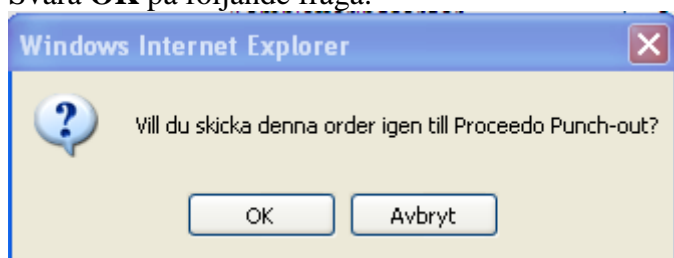 Svara OK på följande fråga:
Windows Internet Explorer
Vill du skicka denna order igen till Proceedo Punch-out?
OK
Avbryt